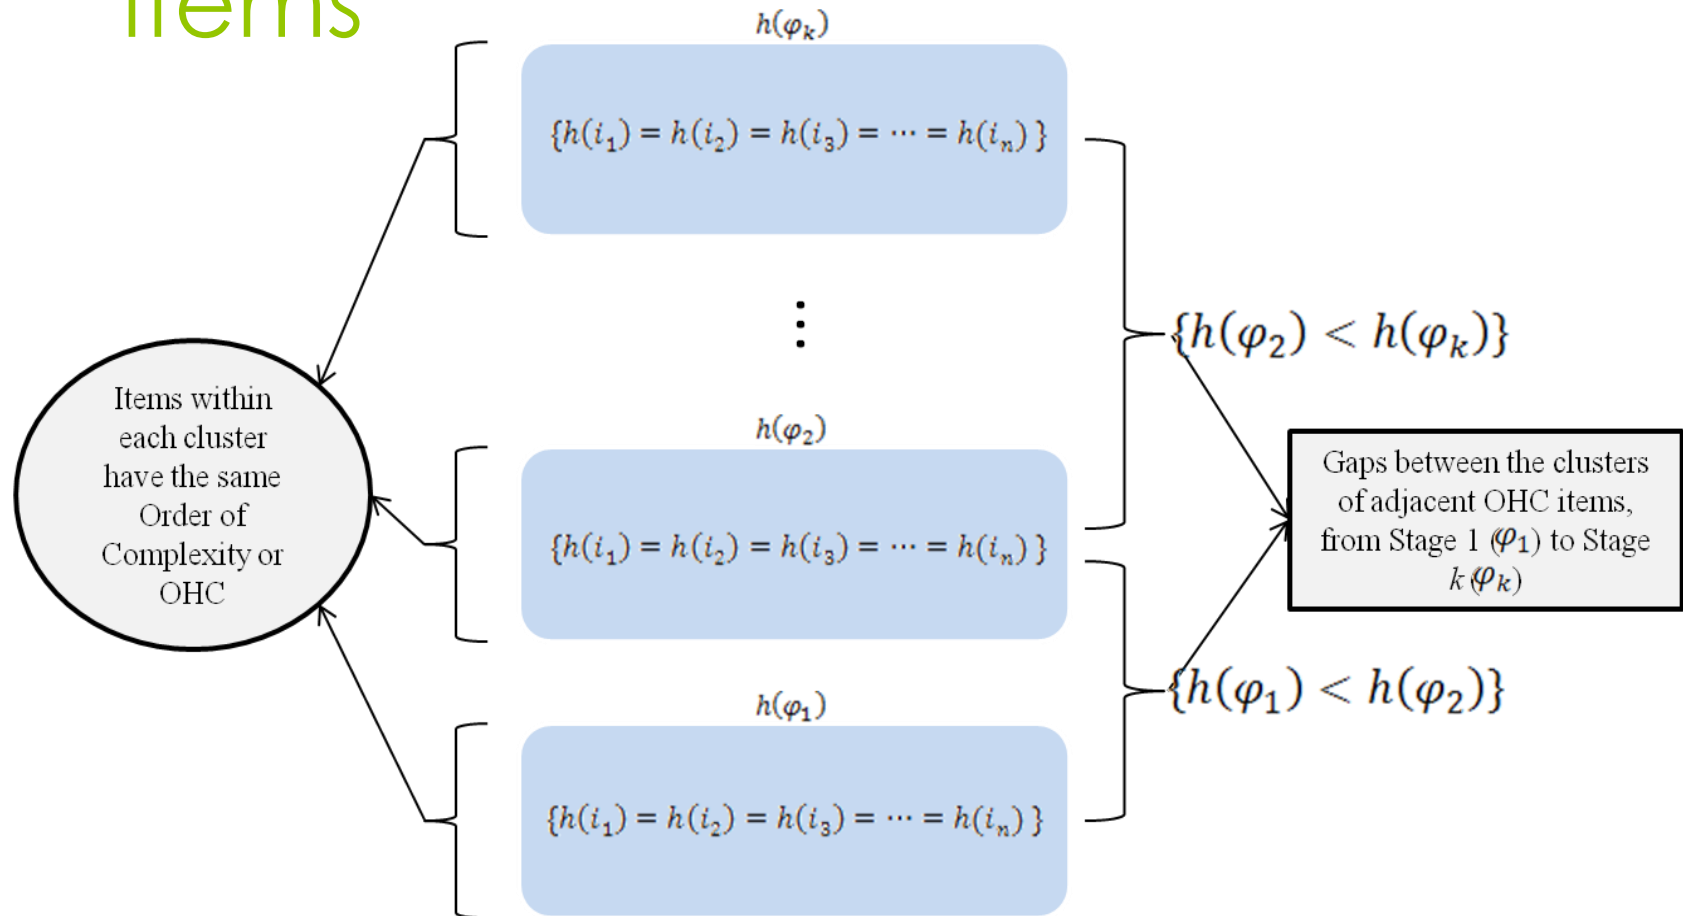 items
h(φₖ)
{h(i₁) = h(i₂) = h(i₃) = ⋯ = h(iₙ) }
⋮
{h(φ₂) < h(φₖ)}
Items within
each cluster
have the same
Order of
Complexity or
OHC
h(φ₂)
{h(i₁) = h(i₂) = h(i₃) = ⋯ = h(iₙ) }
Gaps between the clusters
of adjacent OHC items,
from Stage 1 (φ₁) to Stage
k (φₖ)
{h(φ₁) < h(φ₂)}
h(φ₁)
{h(i₁) = h(i₂) = h(i₃) = ⋯ = h(iₙ) }